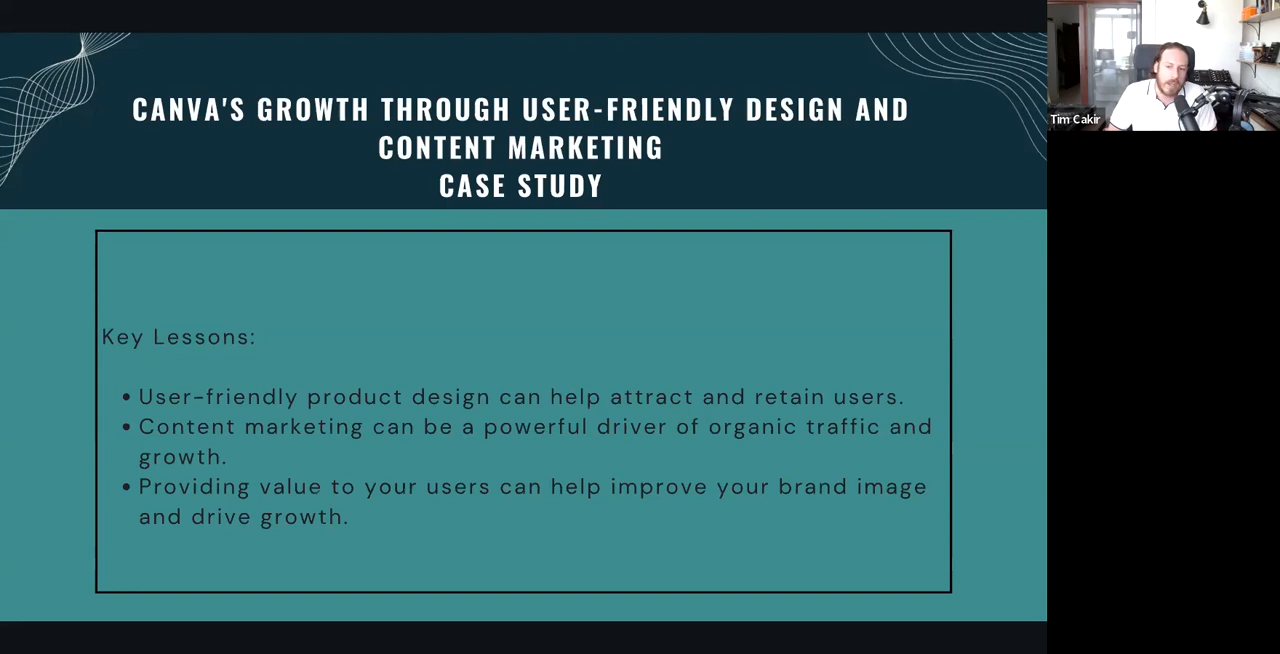 CANVA'S GROWTH THROUGH USER-FRIENDLY DESIGN AND
CONTENT MARKETING
CASE STUDY
Tim Cakir
Key Lessons:
• User-friendly product design can help attract and retain users.
• Content marketing can be a powerful driver of organic traffic and
growth.
• Providing value to your users can help improve your brand image
and drive growth.